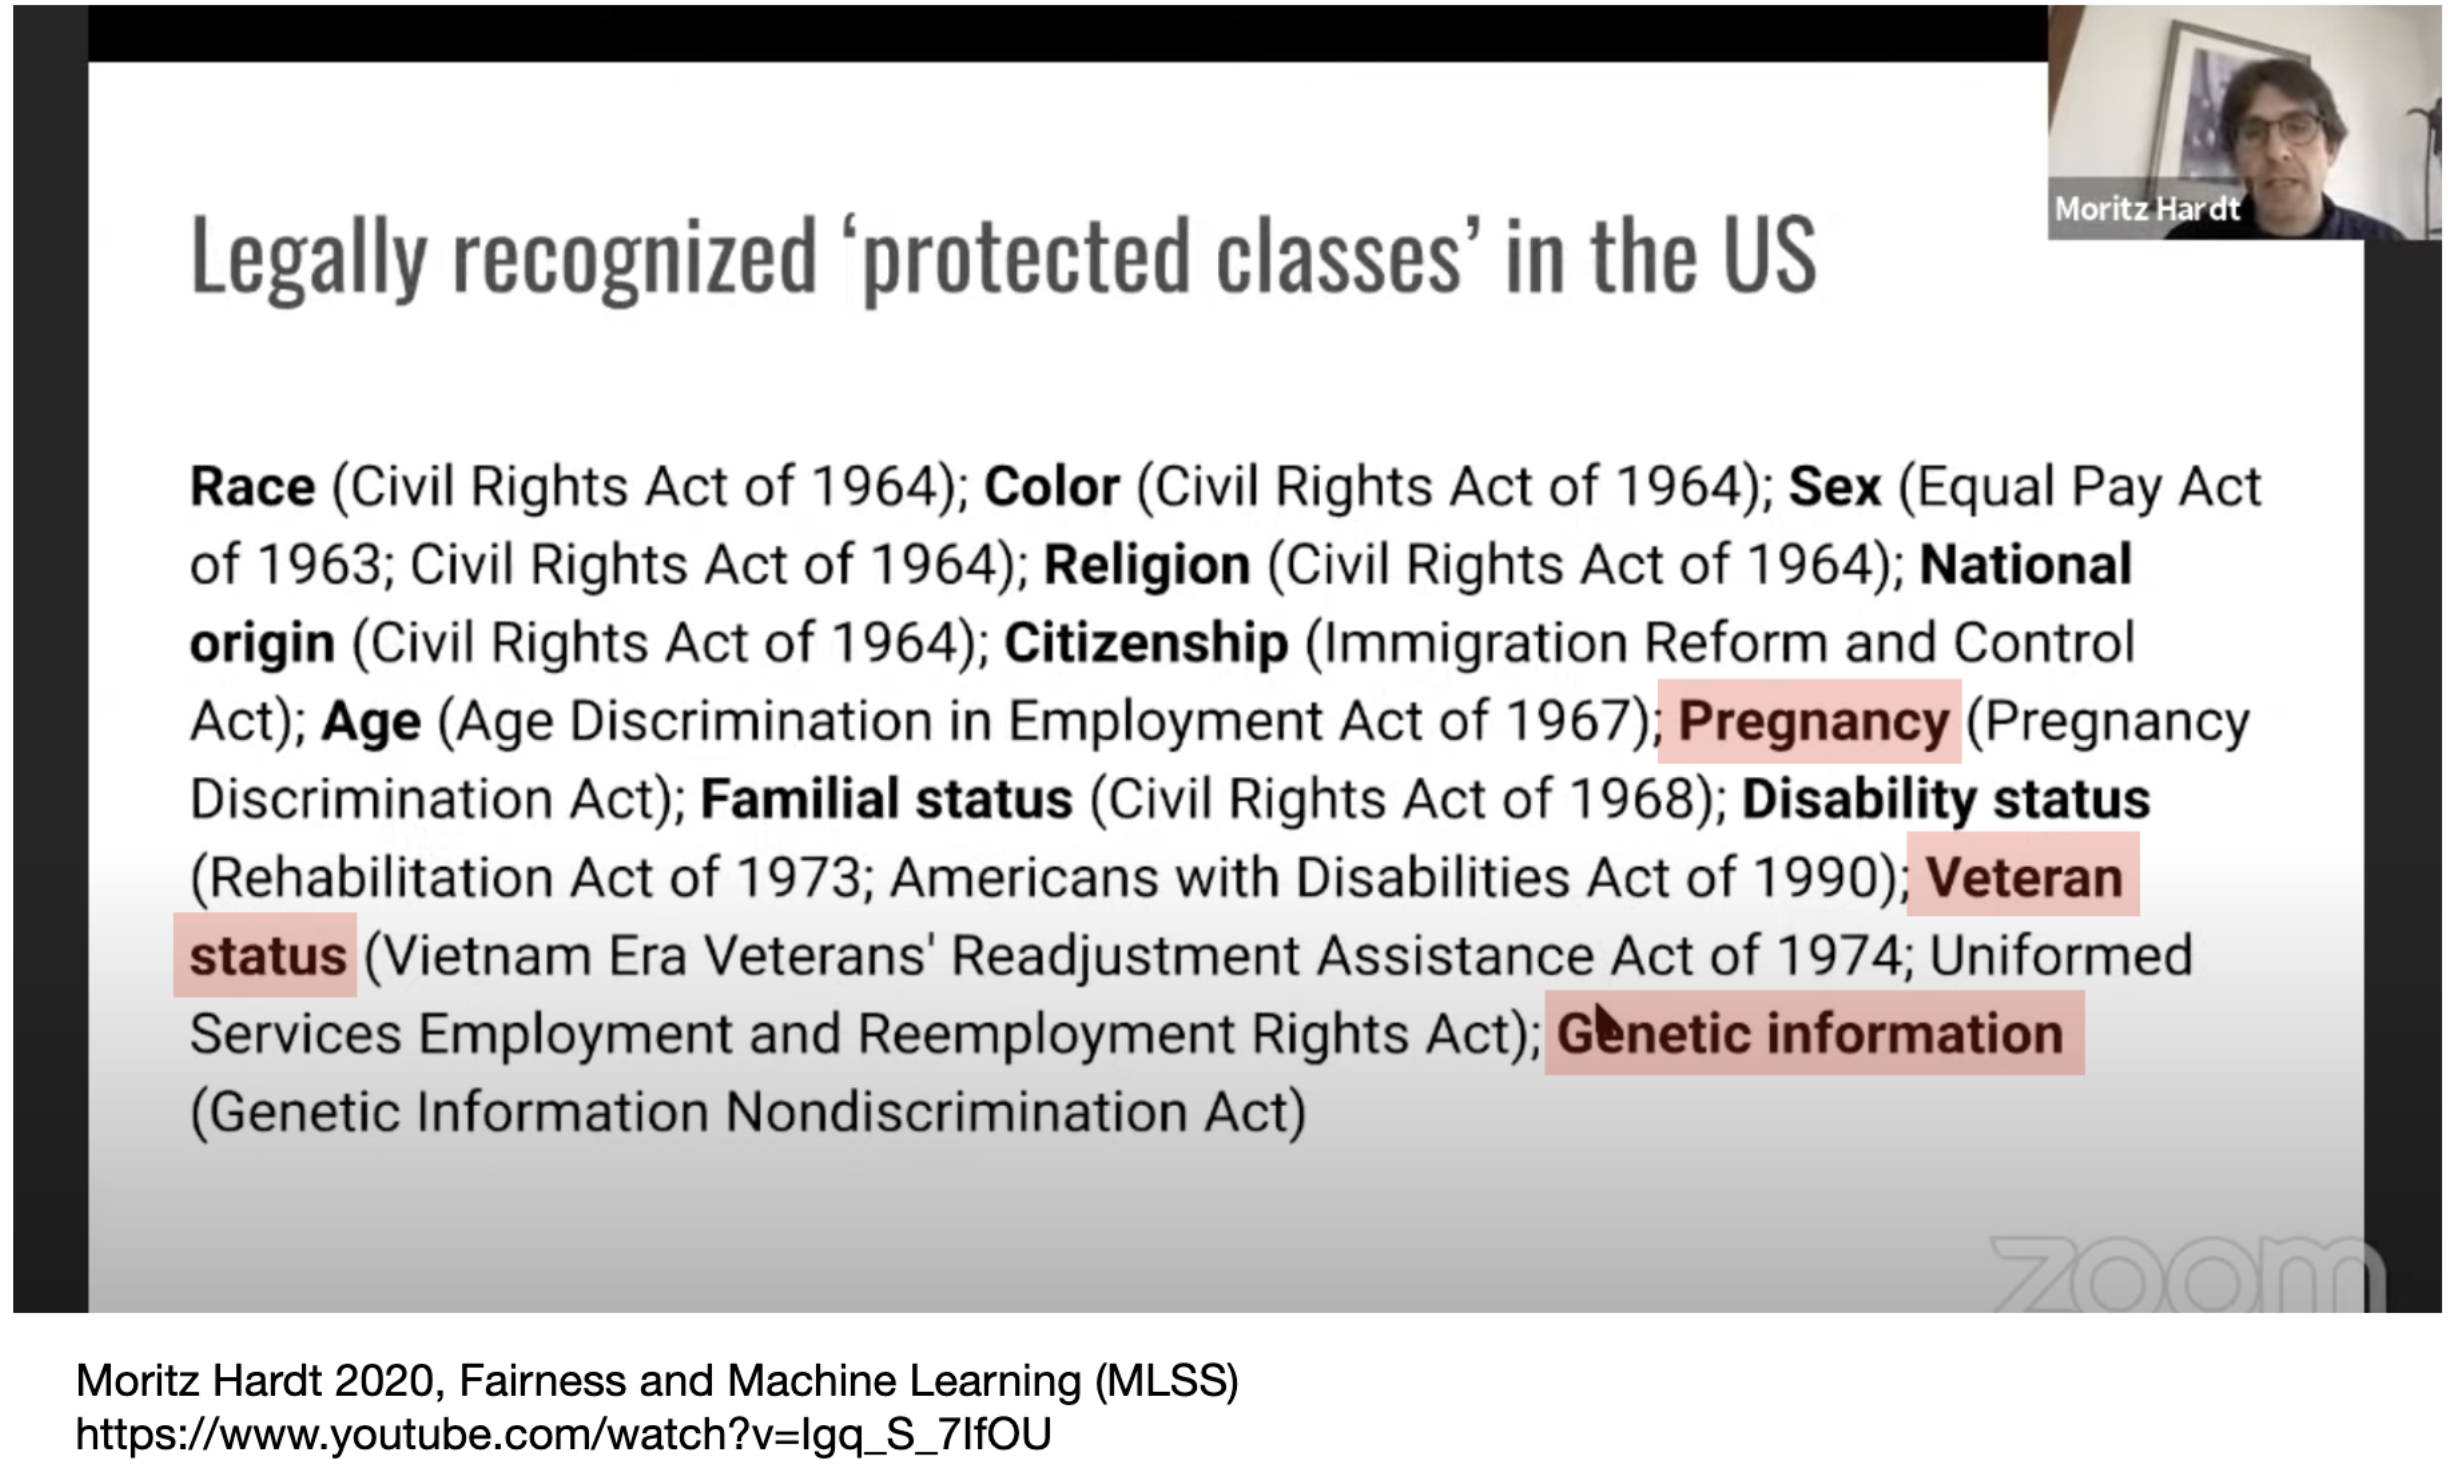 Moritz Hardt
Legally recognized ‘protected classes’ in the US
Race (Civil Rights Act of 1964); Color (Civil Rights Act of 1964); Sex (Equal Pay Act
of 1963; Civil Rights Act of 1964); Religion (Civil Rights Act of 1964); National
origin (Civil Rights Act of 1964); Citizenship (Immigration Reform and Control
Act); Age (Age Discrimination in Employment Act of 1967); Pregnancy (Pregnancy
Discrimination Act); Familial status (Civil Rights Act of 1968); Disability status
(Rehabilitation Act of 1973; Americans with Disabilities Act of 1990); Veteran
status (Vietnam Era Veterans' Readjustment Assistance Act of 1974; Uniformed
Services Employment and Reemployment Rights Act); Genetic information
(Genetic Information Nondiscrimination Act)
zoom
Moritz Hardt 2020, Fairness and Machine Learning (MLSS)
https://www.youtube.com/watch?v=Igq_S_7IfOU